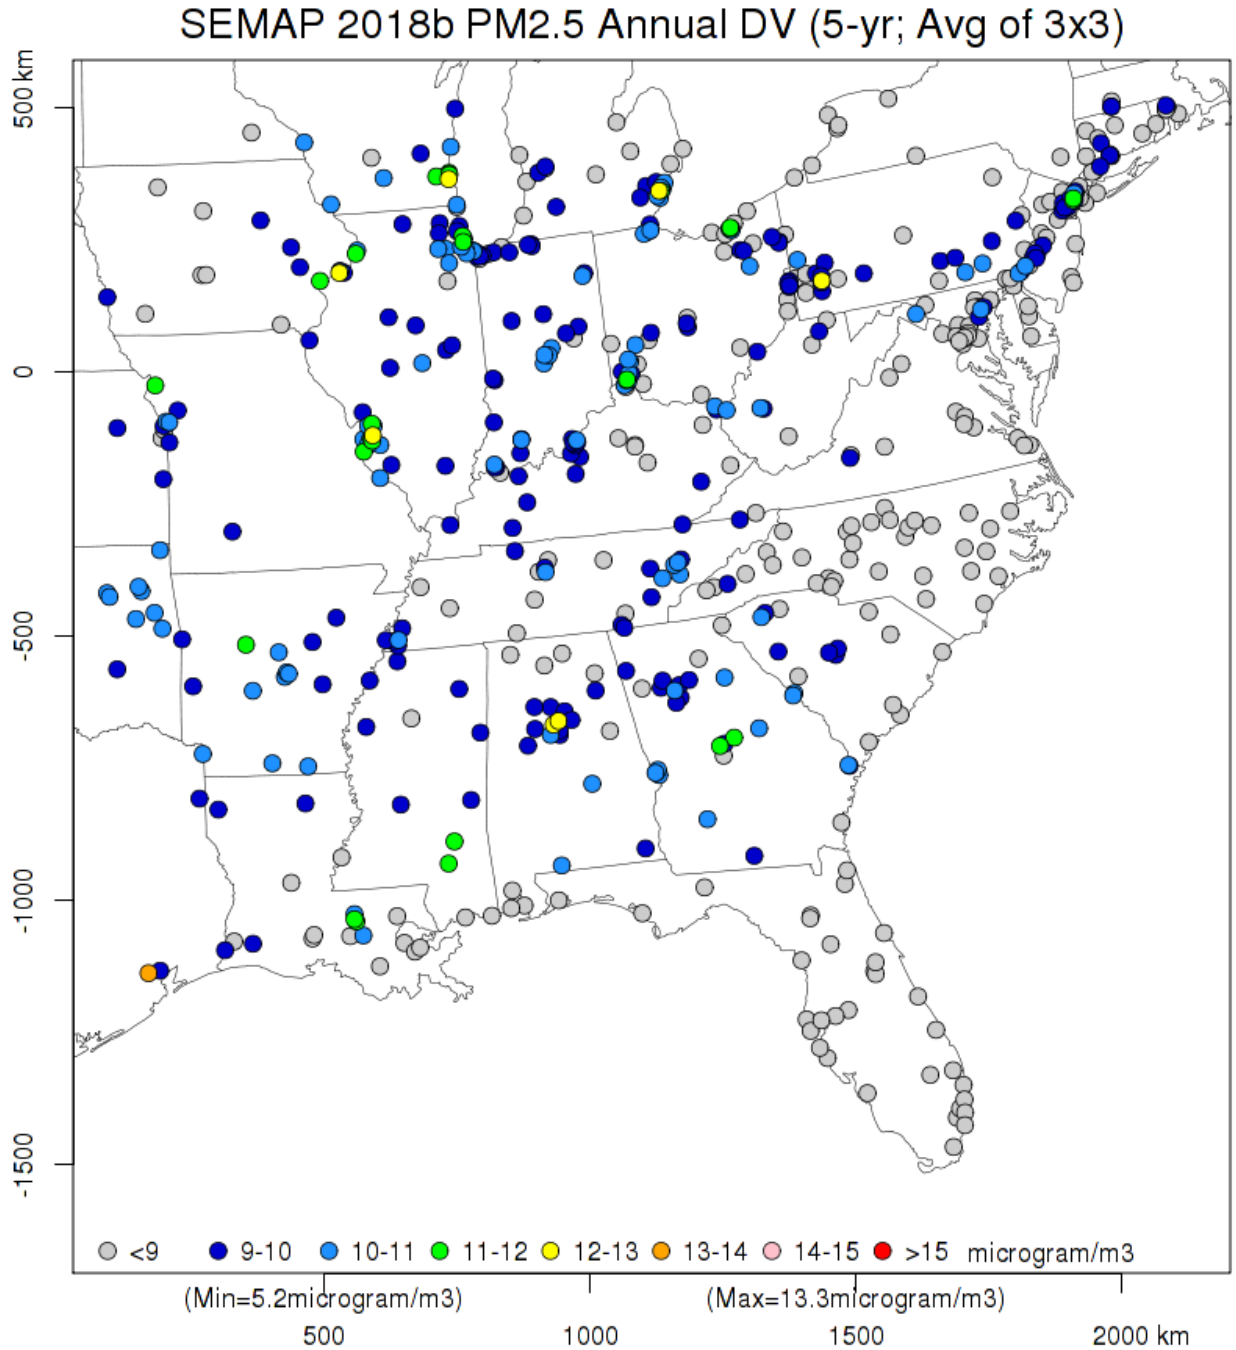 SEMAP 2018b PM2.5 Annual DV (5-yr; Avg of 3x3)
500 km
0
-500
-1000
-1500
<9 9-10 10-11 11-12 12-13 13-14 14-15 >15 microgram/m3
(Min=5.2microgram/m3) (Max=13.3microgram/m3)
500 1000 1500 2000 km